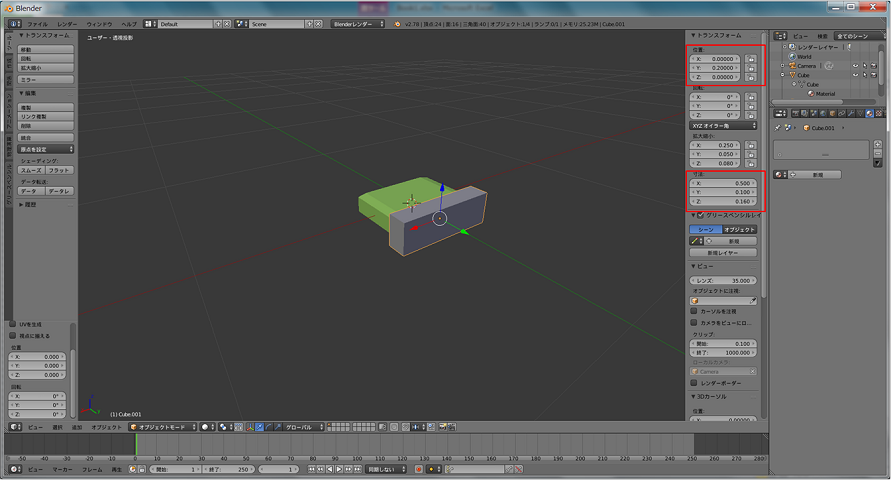 Blender
ファイル レンダー ウィンドウ ヘルプ Default Scene Blenderレンダー v2.78 | 頂点:24 | 面:16 | 三角面:40 | オブジェクト:1/4 | ランプ:0/1 | メモリ:25.22M | Cube.001
トランスフォーム
移動
回転
拡大縮小
ミラー
編集
複製
リンク複製
削除
統合
原点を設定
シェーディング:
スムーズ フラット
データ転送:
データ データレ
履歴
UVを生成
視点に揃える
位置
X: 0.000
Y: 0.000
Z: 0.000
回転
X: 0°
Y: 0°
Z: 0°
ユーザー・透視投影
(1) Cube.001
トランスフォーム
位置:
X: 0.00000
Y: 0.20000
Z: 0.00000
回転
X: 0°
Y: 0°
Z: 0°
XYZ オイラー角
拡大縮小:
X: 0.250
Y: 0.050
Z: 0.080
寸法:
X: 0.500
Y: 0.100
Z: 0.160
グリースペンシルレイ
シーン オブジェクト
新規
新規レイヤー
ビュー
レンズ: 35.000
オブジェクトに注視:
カーソルを注視
カメラをビューにロ...
クリップ:
開始: 0.100
終了: 1000.000
ローカルカメラ:
Camera
レンダーボーダー
3Dカーソル
位置:
X: 0.00000
ビュー 検索 全てのシーン
レンダーレイヤー
World
Camera
Cube
Cube
Material
Cube.001
新規
ビュー 選択 追加 オブジェクト オブジェクトモード グローバル
-50 -40 -30 -20 -10 0 10 20 30 40 50 60 70 80 90 100 110 120 130 140 150 160 170 180 190 200 210 220 230 240 250 260 270 280
ビュー マーカー フレーム 再生 開始: 1 終了: 250 1 同期しない